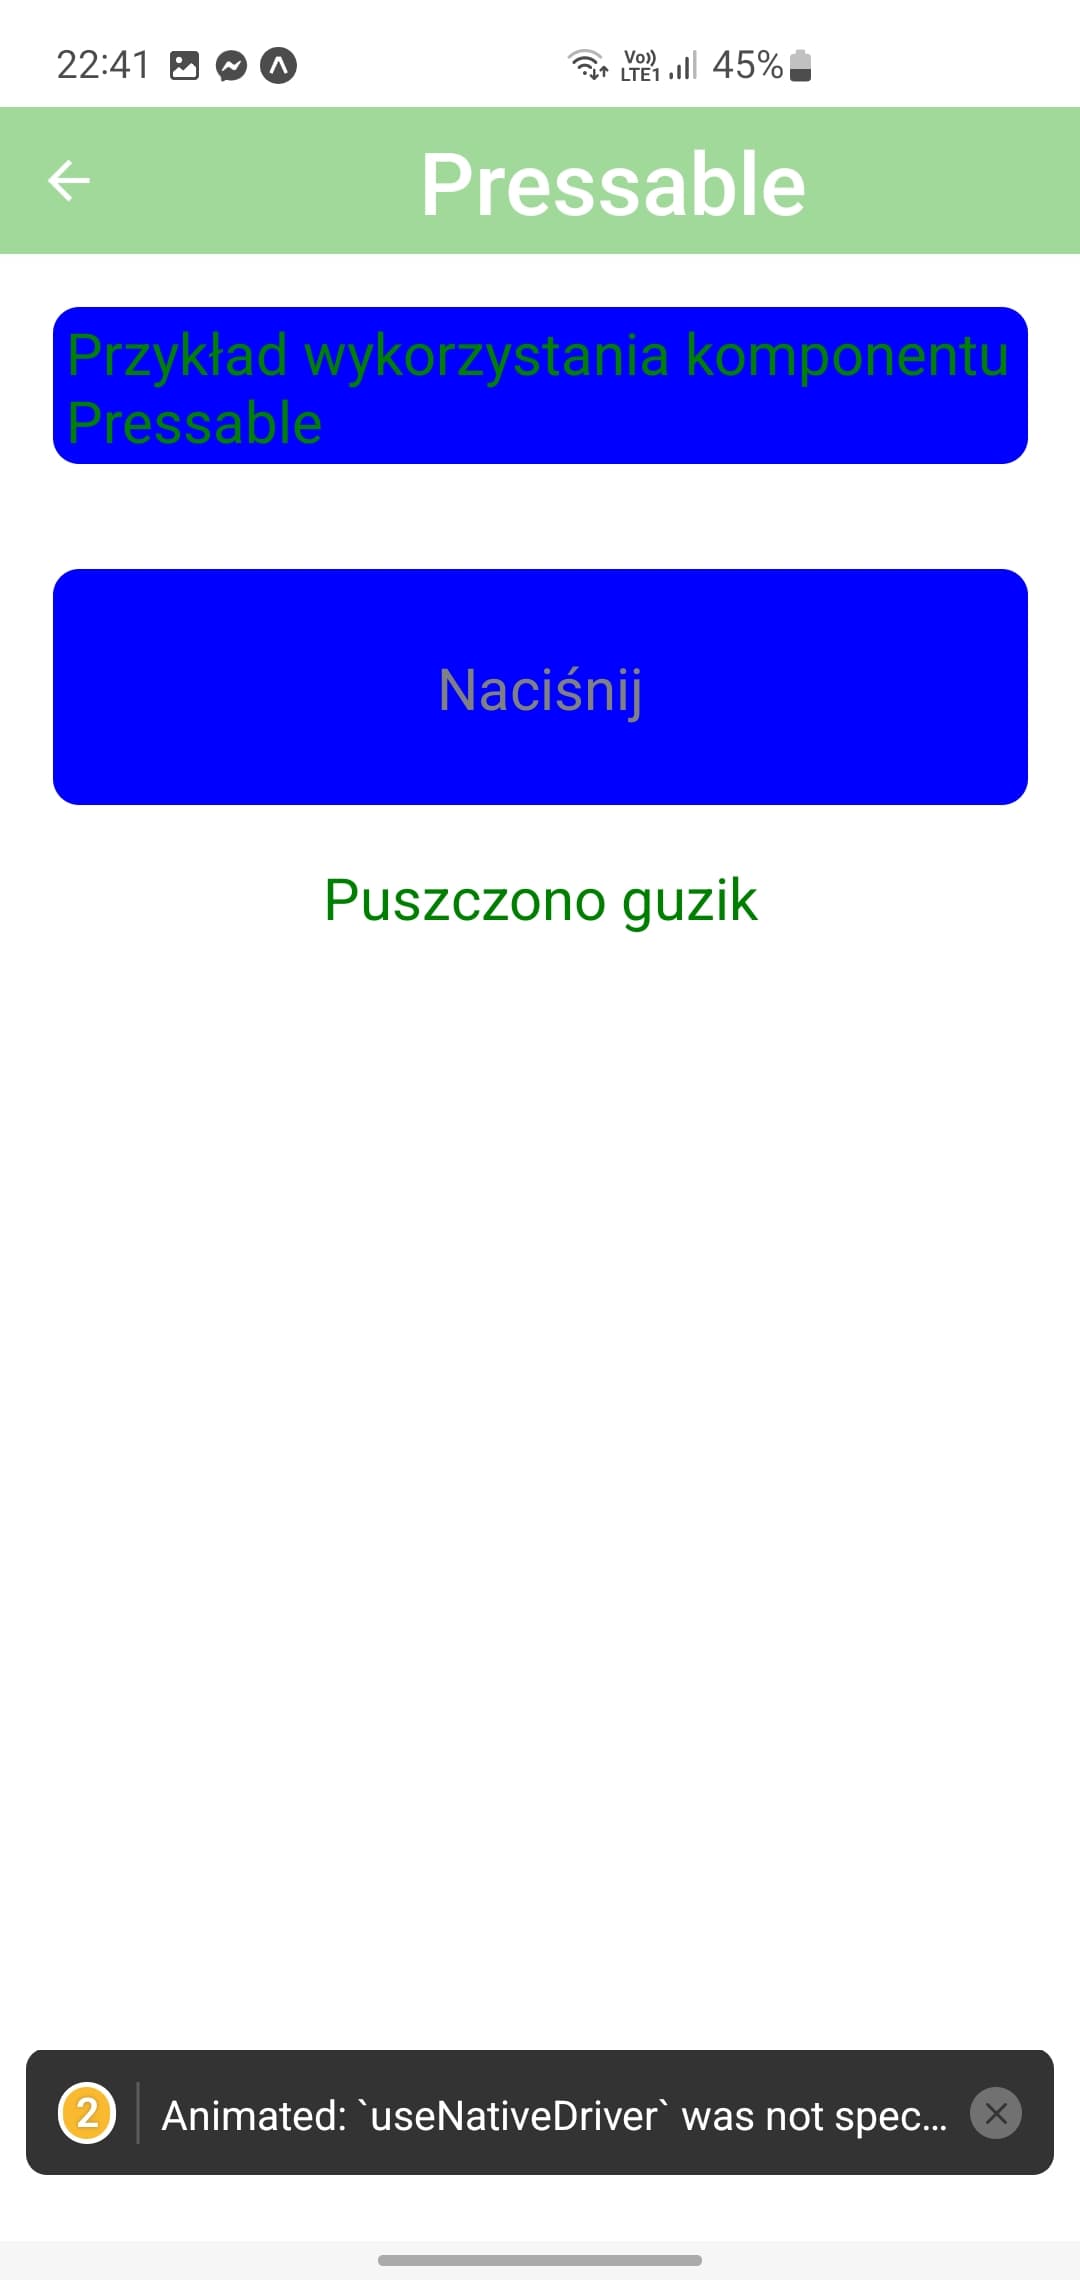 22:41
Vo)) LTE1 45%
Pressable
Przykład wykorzystania komponentu
Pressable
Naciśnij
Puszczono guzik
2 Animated: `useNativeDriver` was not spec...